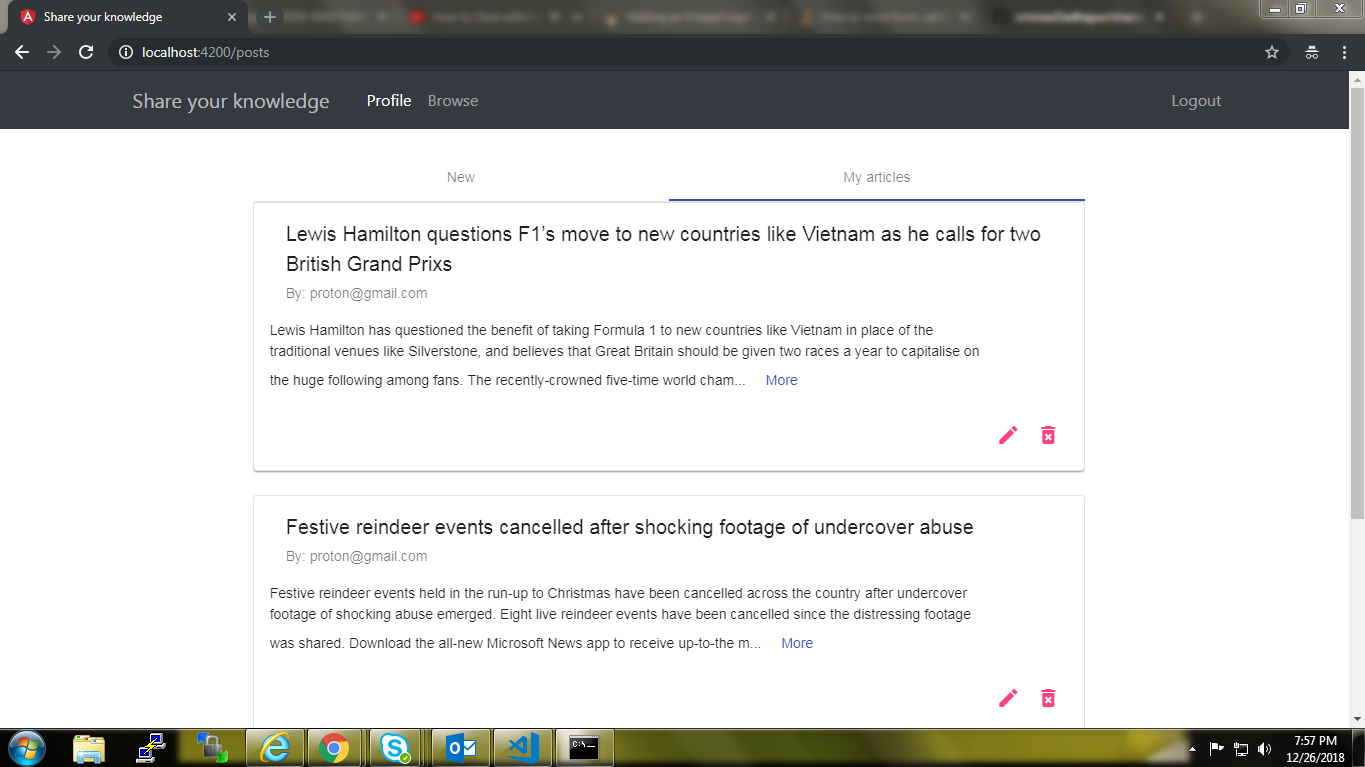 Share your knowledge
localhost:4200/posts
Share your knowledge Profile Browse Logout
New My articles
Lewis Hamilton questions F1’s move to new countries like Vietnam as he calls for two
British Grand Prixs
By: proton@gmail.com
Lewis Hamilton has questioned the benefit of taking Formula 1 to new countries like Vietnam in place of the
traditional venues like Silverstone, and believes that Great Britain should be given two races a year to capitalise on
the huge following among fans. The recently-crowned five-time world cham... More
Festive reindeer events cancelled after shocking footage of undercover abuse
By: proton@gmail.com
Festive reindeer events held in the run-up to Christmas have been cancelled across the country after undercover
footage of shocking abuse emerged. Eight live reindeer events have been cancelled since the distressing footage
was shared. Download the all-new Microsoft News app to receive up-to-the m... More
7:57 PM
12/26/2018